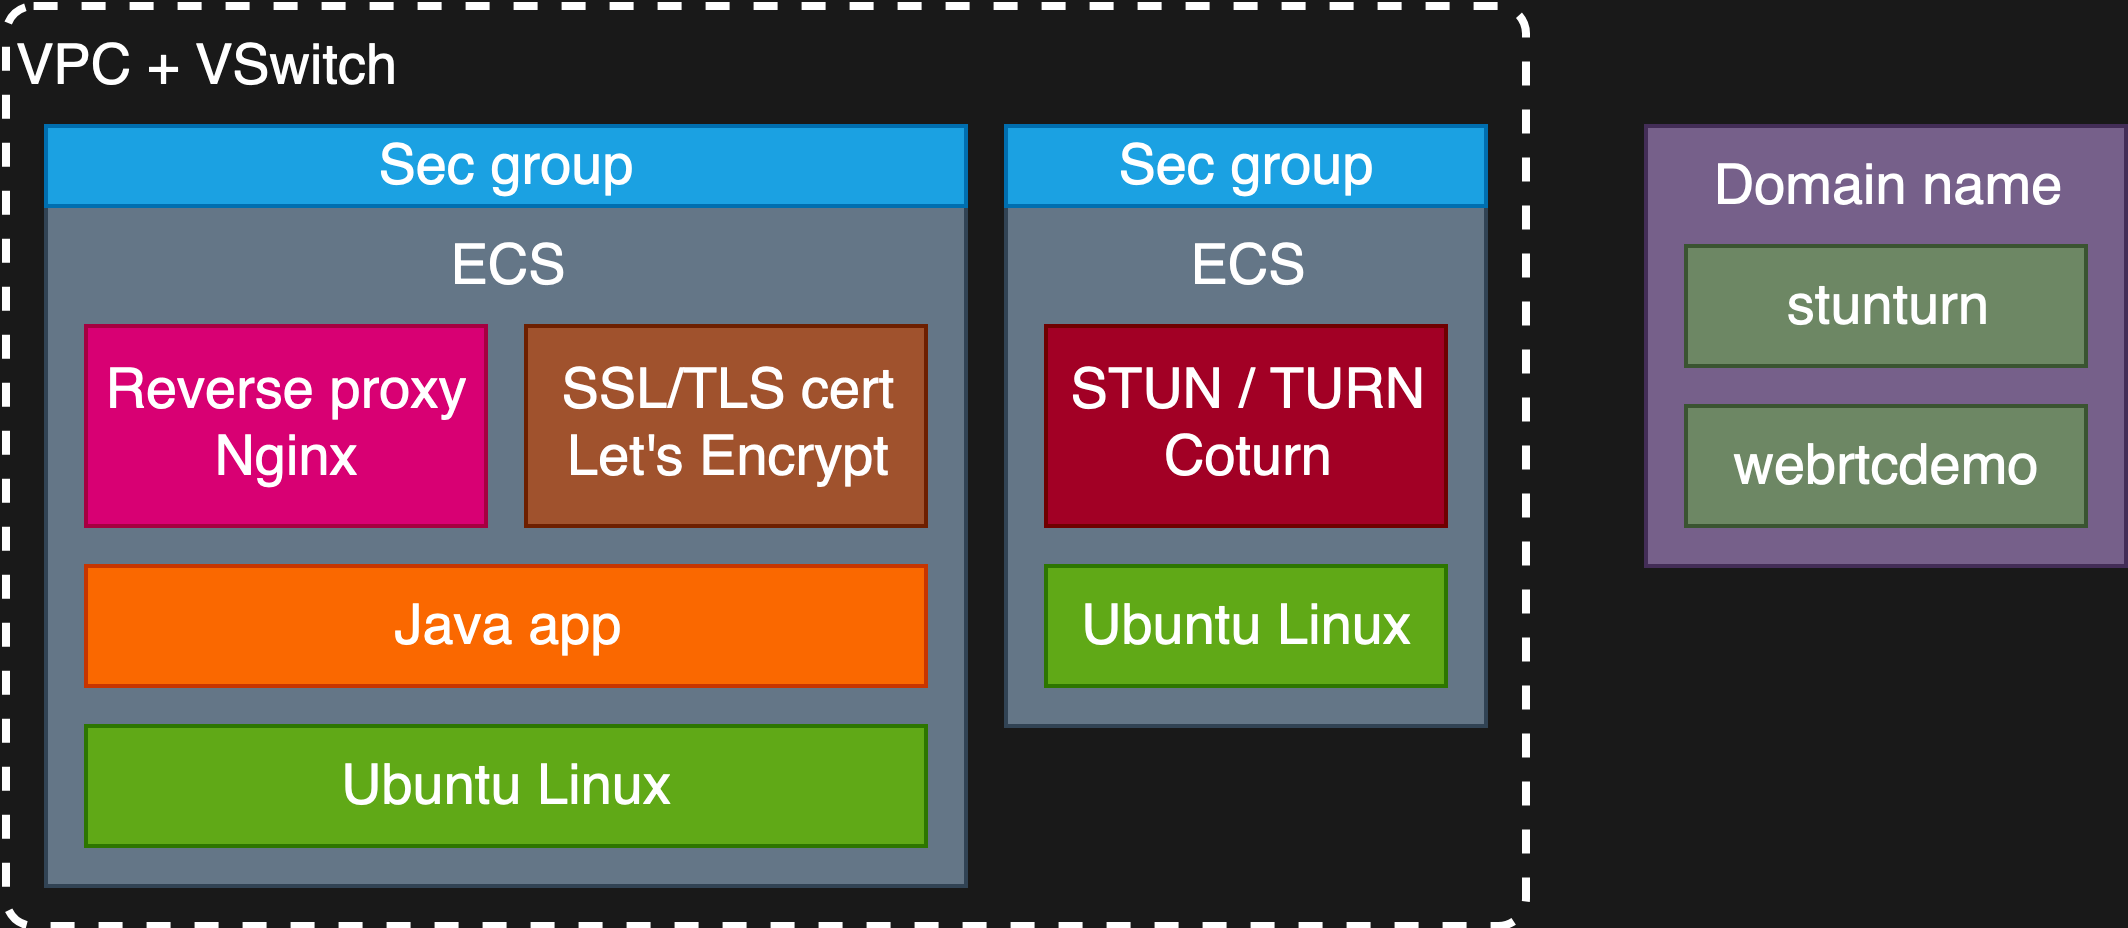 VPC + VSwitch
Sec group
ECS
Reverse proxy
Nginx
SSL/TLS cert
Let's Encrypt
Java app
Ubuntu Linux
Sec group
ECS
STUN / TURN
Coturn
Ubuntu Linux
Domain name
stunturn
webrtcdemo